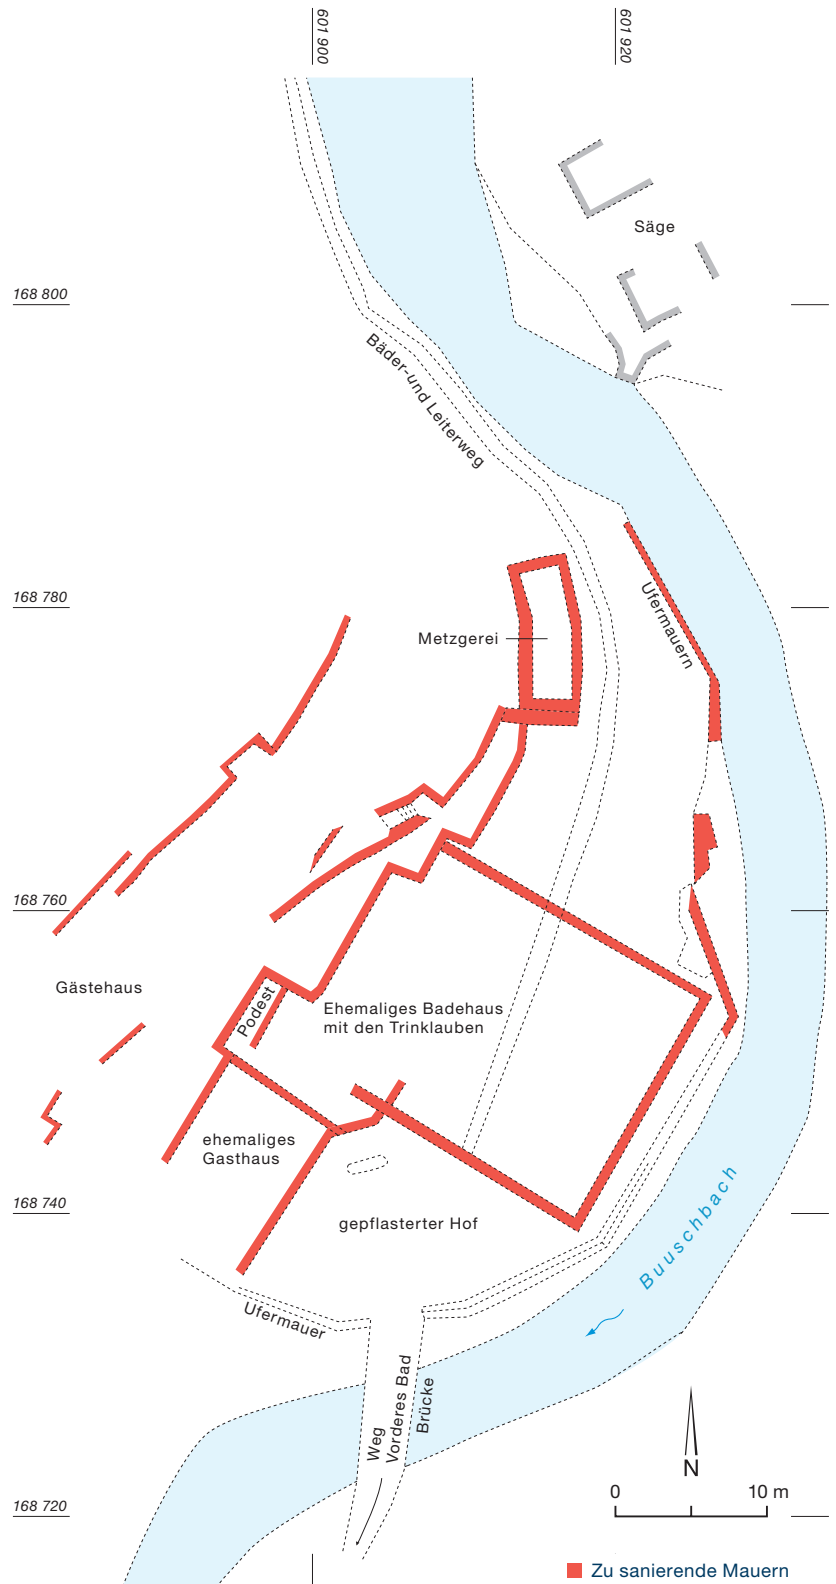 601 900
601 920
Säge
168 800
Bäder-und Leiterweg
168 780
Ufermauern
Metzgerei
168 760
Gästehaus
Podest
Ehemaliges Badehaus
mit den Trinklauben
ehemaliges
Gasthaus
168 740
gepflasterter Hof
Buuschbach
Ufermauer
Weg
Vorderes Bad
Brücke
N
0 10 m
168 720
Zu sanierende Mauern